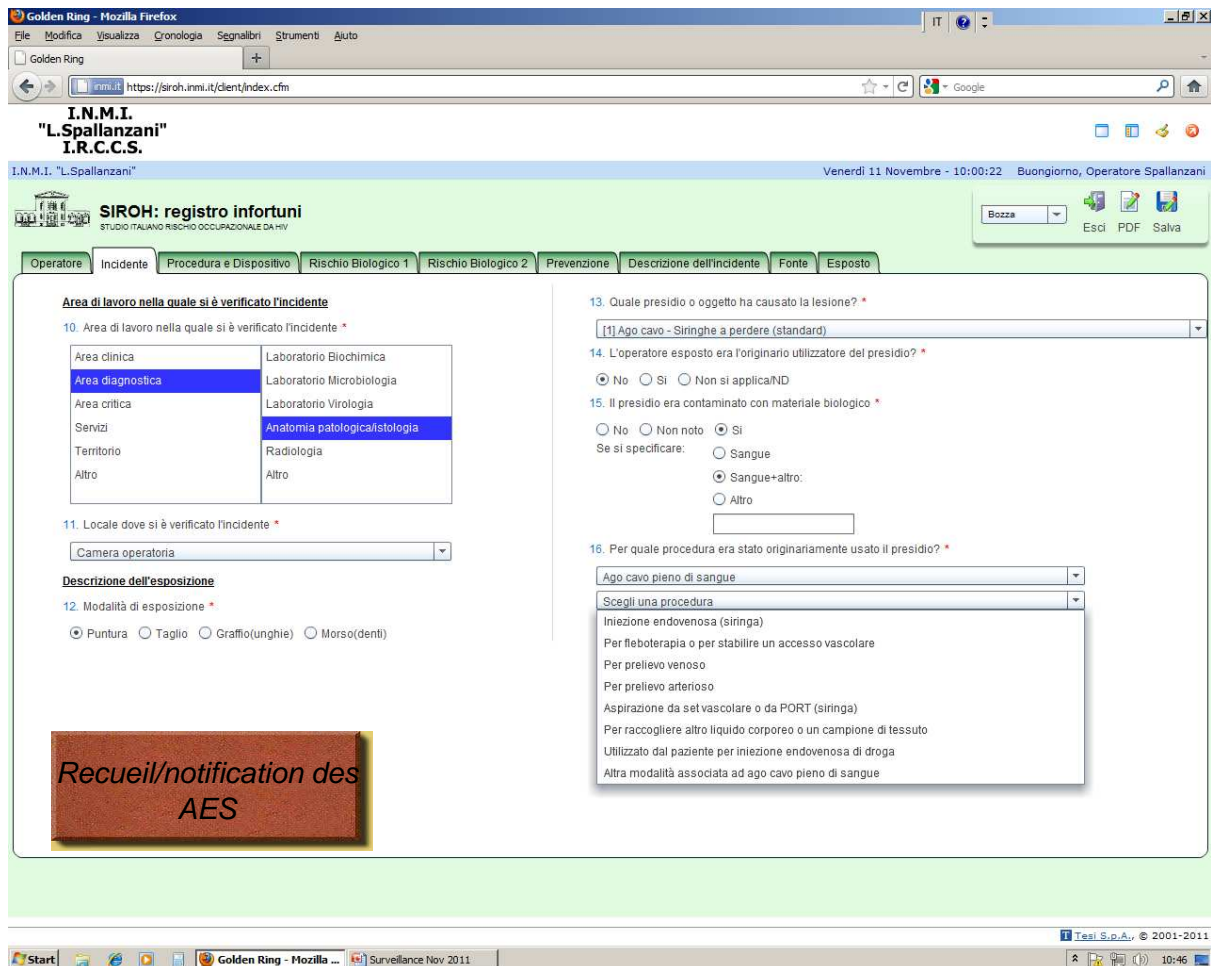 Golden Ring - Mozilla Firefox
IT
File Modifica Visualizza Cronologia Segnalibri Strumenti Aiuto
Golden Ring
inmi.it https://siroh.inmi.it/client/index.cfm
Google
I.N.M.I.
"L.Spallanzani"
I.R.C.C.S.
I.N.M.I. "L.Spallanzani"
Venerdì 11 Novembre - 10:00:22 Buongiorno, Operatore Spallanzani
SIROH: registro infortuni
STUDIO ITALIANO RISCHIO OCCUPAZIONALE DA HIV
Bozza
Esci PDF Salva
Operatore Incidente Procedura e Dispositivo Rischio Biologico 1 Rischio Biologico 2 Prevenzione Descrizione dell'incidente Fonte Esposto
Area di lavoro nella quale si è verificato l'incidente
10. Area di lavoro nella quale si è verificato l'incidente *
Area clinica
Area diagnostica
Area critica
Servizi
Territorio
Altro
Laboratorio Biochimica
Laboratorio Microbiologia
Laboratorio Virologia
Anatomia patologica/istologia
Radiologia
Altro
11. Locale dove si è verificato l'incidente *
Camera operatoria
Descrizione dell'esposizione
12. Modalità di esposizione *
Puntura Taglio Graffio(unghie) Morso(denti)
13. Quale presidio o oggetto ha causato la lesione? *
[1] Ago cavo - Siringhe a perdere (standard)
14. L'operatore esposto era l'originario utilizzatore del presidio? *
No Si Non si applica/ND
15. Il presidio era contaminato con materiale biologico *
No Non noto Si
Se si specificare:
Sangue
Sangue+altro:
Altro
16. Per quale procedura era stato originariamente usato il presidio? *
Ago cavo pieno di sangue
Scegli una procedura
Iniezione endovenosa (siringa)
Per fleboterapia o per stabilire un accesso vascolare
Per prelievo venoso
Per prelievo arterioso
Aspirazione da set vascolare o da PORT (siringa)
Per raccogliere altro liquido corporeo o un campione di tessuto
Utilizzato dal paziente per iniezione endovenosa di droga
Altra modalità associata ad ago cavo pieno di sangue
Recueil/notification des
AES
Tesi S.p.A., © 2001-2011
Start
Golden Ring - Mozilla ...
Surveillance Nov 2011
10:46